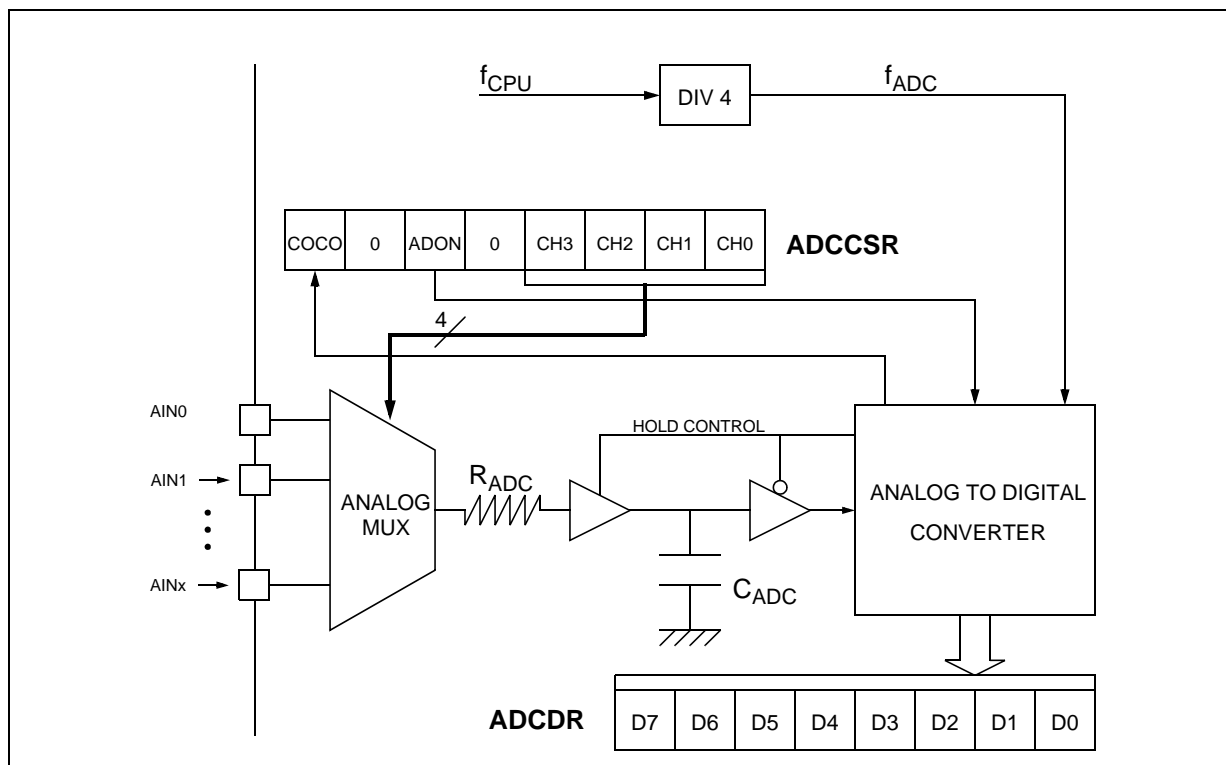 fCPU
DIV 4
fADC
COCO 0 ADON 0 CH3 CH2 CH1 CH0 ADCCSR
4
AIN0
HOLD CONTROL
RADC
AIN1
ANALOG
MUX
ANALOG TO DIGITAL
CONVERTER
AINx
CADC
ADCDR D7 D6 D5 D4 D3 D2 D1 D0